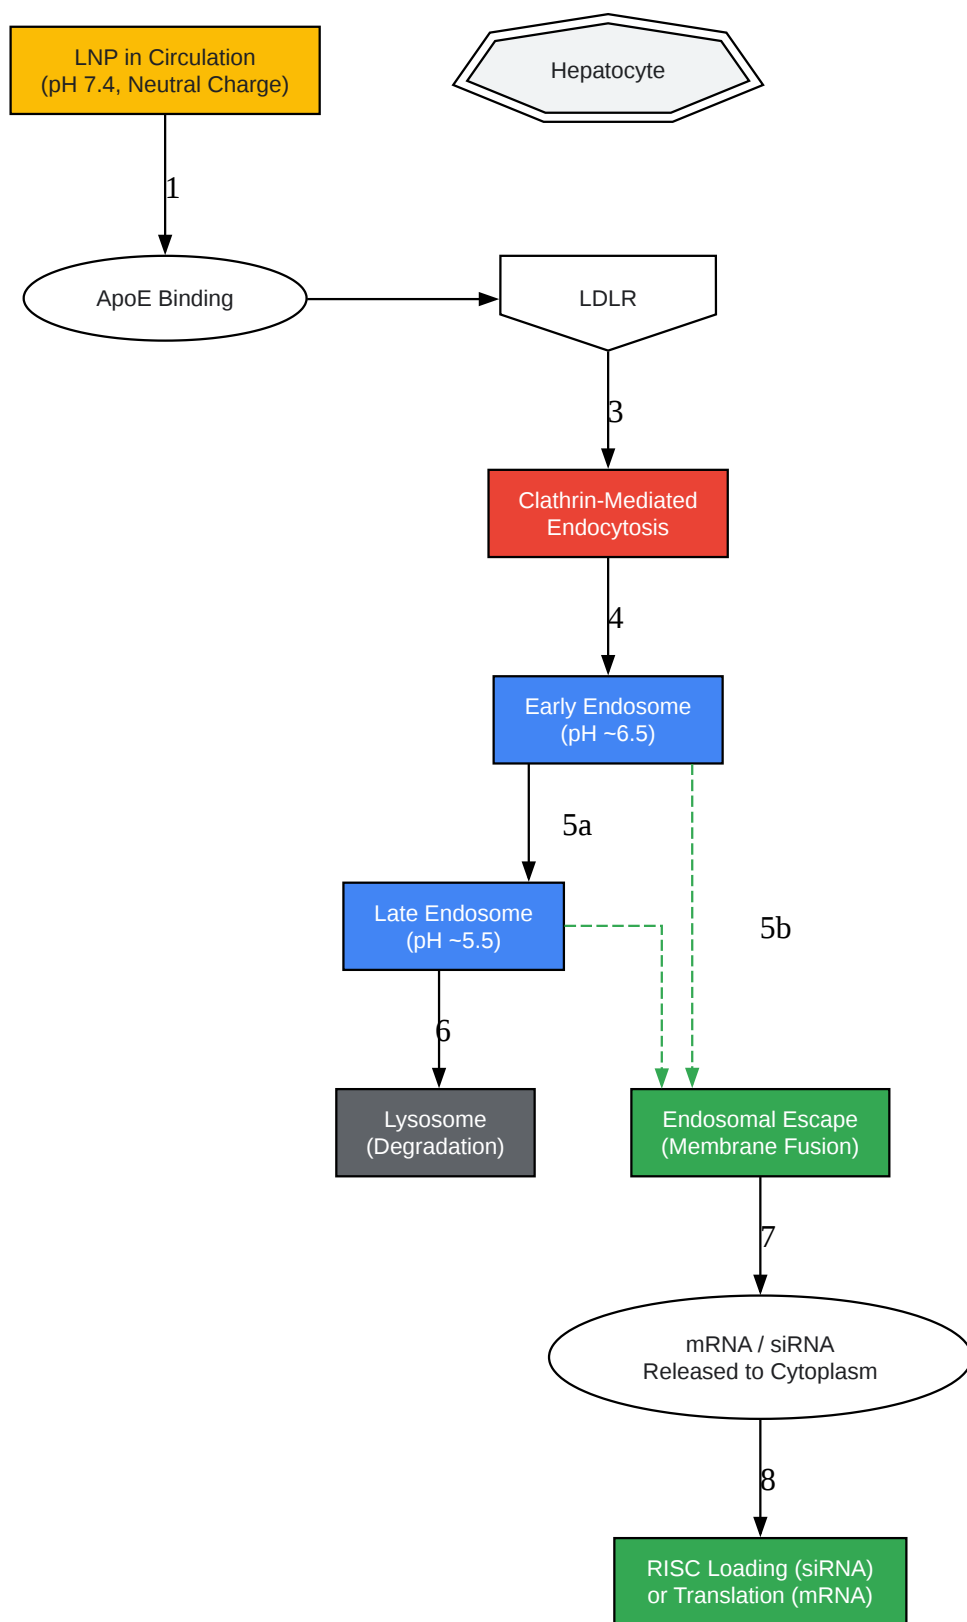 LNP in Circulation
(pH 7.4, Neutral Charge)
Hepatocyte
1
ApoE Binding
LDLR
3
Clathrin-Mediated
Endocytosis
4
Early Endosome
(pH ~6.5)
5a
Late Endosome
(pH ~5.5)
5b
6
Lysosome
(Degradation)
Endosomal Escape
(Membrane Fusion)
7
mRNA / siRNA
Released to Cytoplasm
8
RISC Loading (siRNA)
or Translation (mRNA)